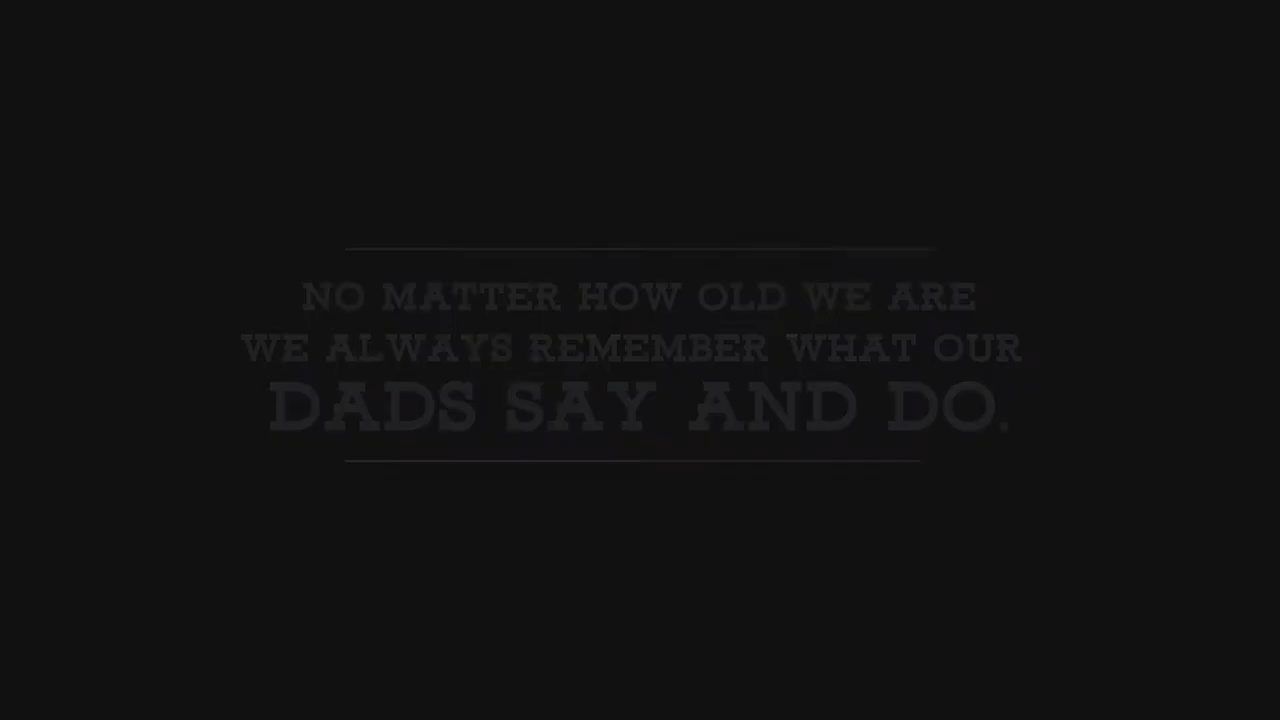 NO MATTER HOW OLD WE ARE
WE ALWAYS REMEMBER WHAT OUR
DADS SAY AND DO.